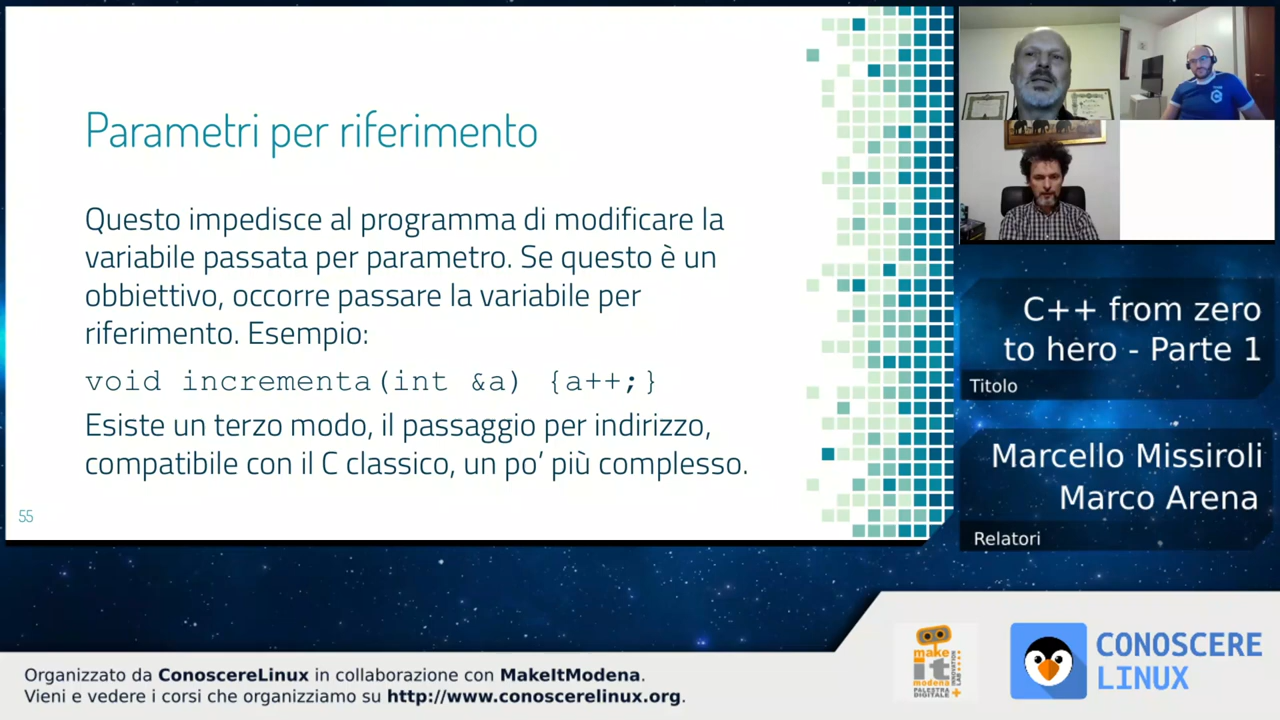 Parametri per riferimento
Questo impedisce al programma di modificare la
variabile passata per parametro. Se questo è un
obbiettivo, occorre passare la variabile per
riferimento. Esempio:
void incrementa(int &a) {a++;}
Esiste un terzo modo, il passaggio per indirizzo,
compatibile con il C classico, un po’ più complesso.
55
C++ from zero
to hero - Parte 1
Titolo
Marcello Missiroli
Marco Arena
Relatori
Organizzato da ConoscereLinux in collaborazione con MakeItModena.
Vieni e vedere i corsi che organizziamo su http://www.conoscerelinux.org.
make
it
modena
PALESTRA
DIGITALE
INNOVATION
LAB
CONOSCERE
LINUX